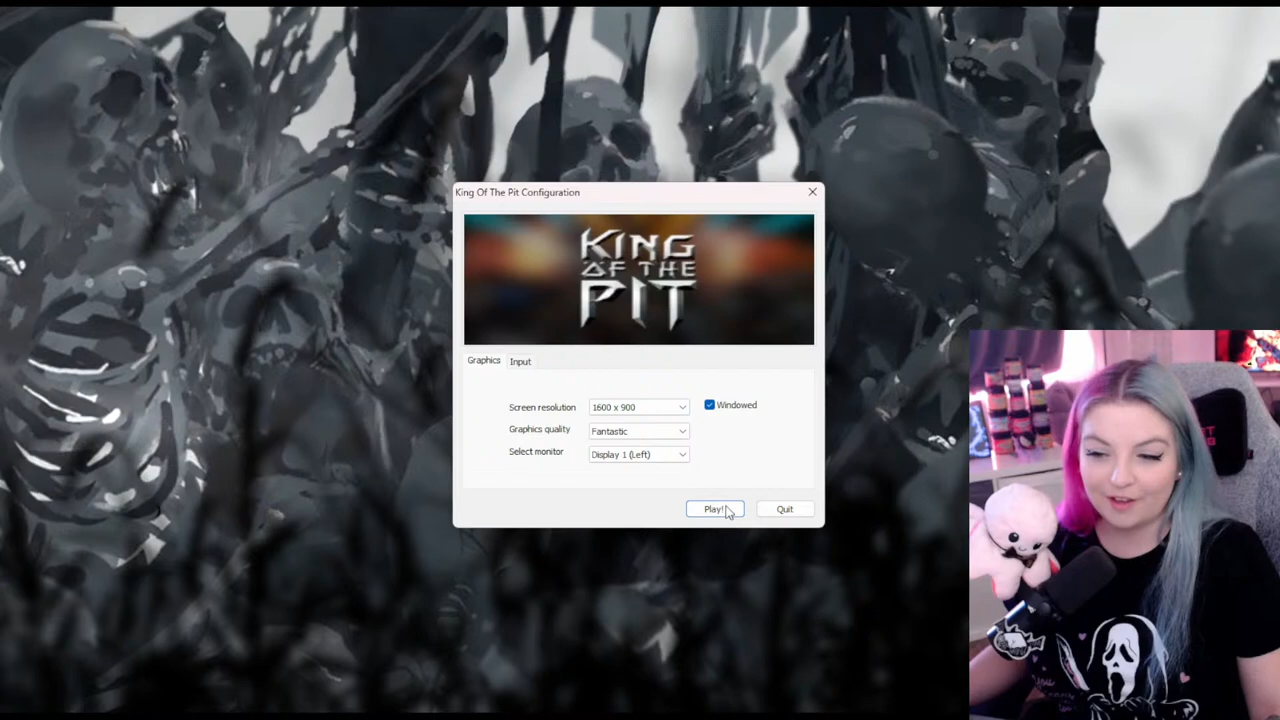 King Of The Pit Configuration
KING
OF THE
PIT
Graphics
Input
Screen resolution
1600 x 900
Windowed
Graphics quality
Fantastic
Select monitor
Display 1 (Left)
Play!
Quit